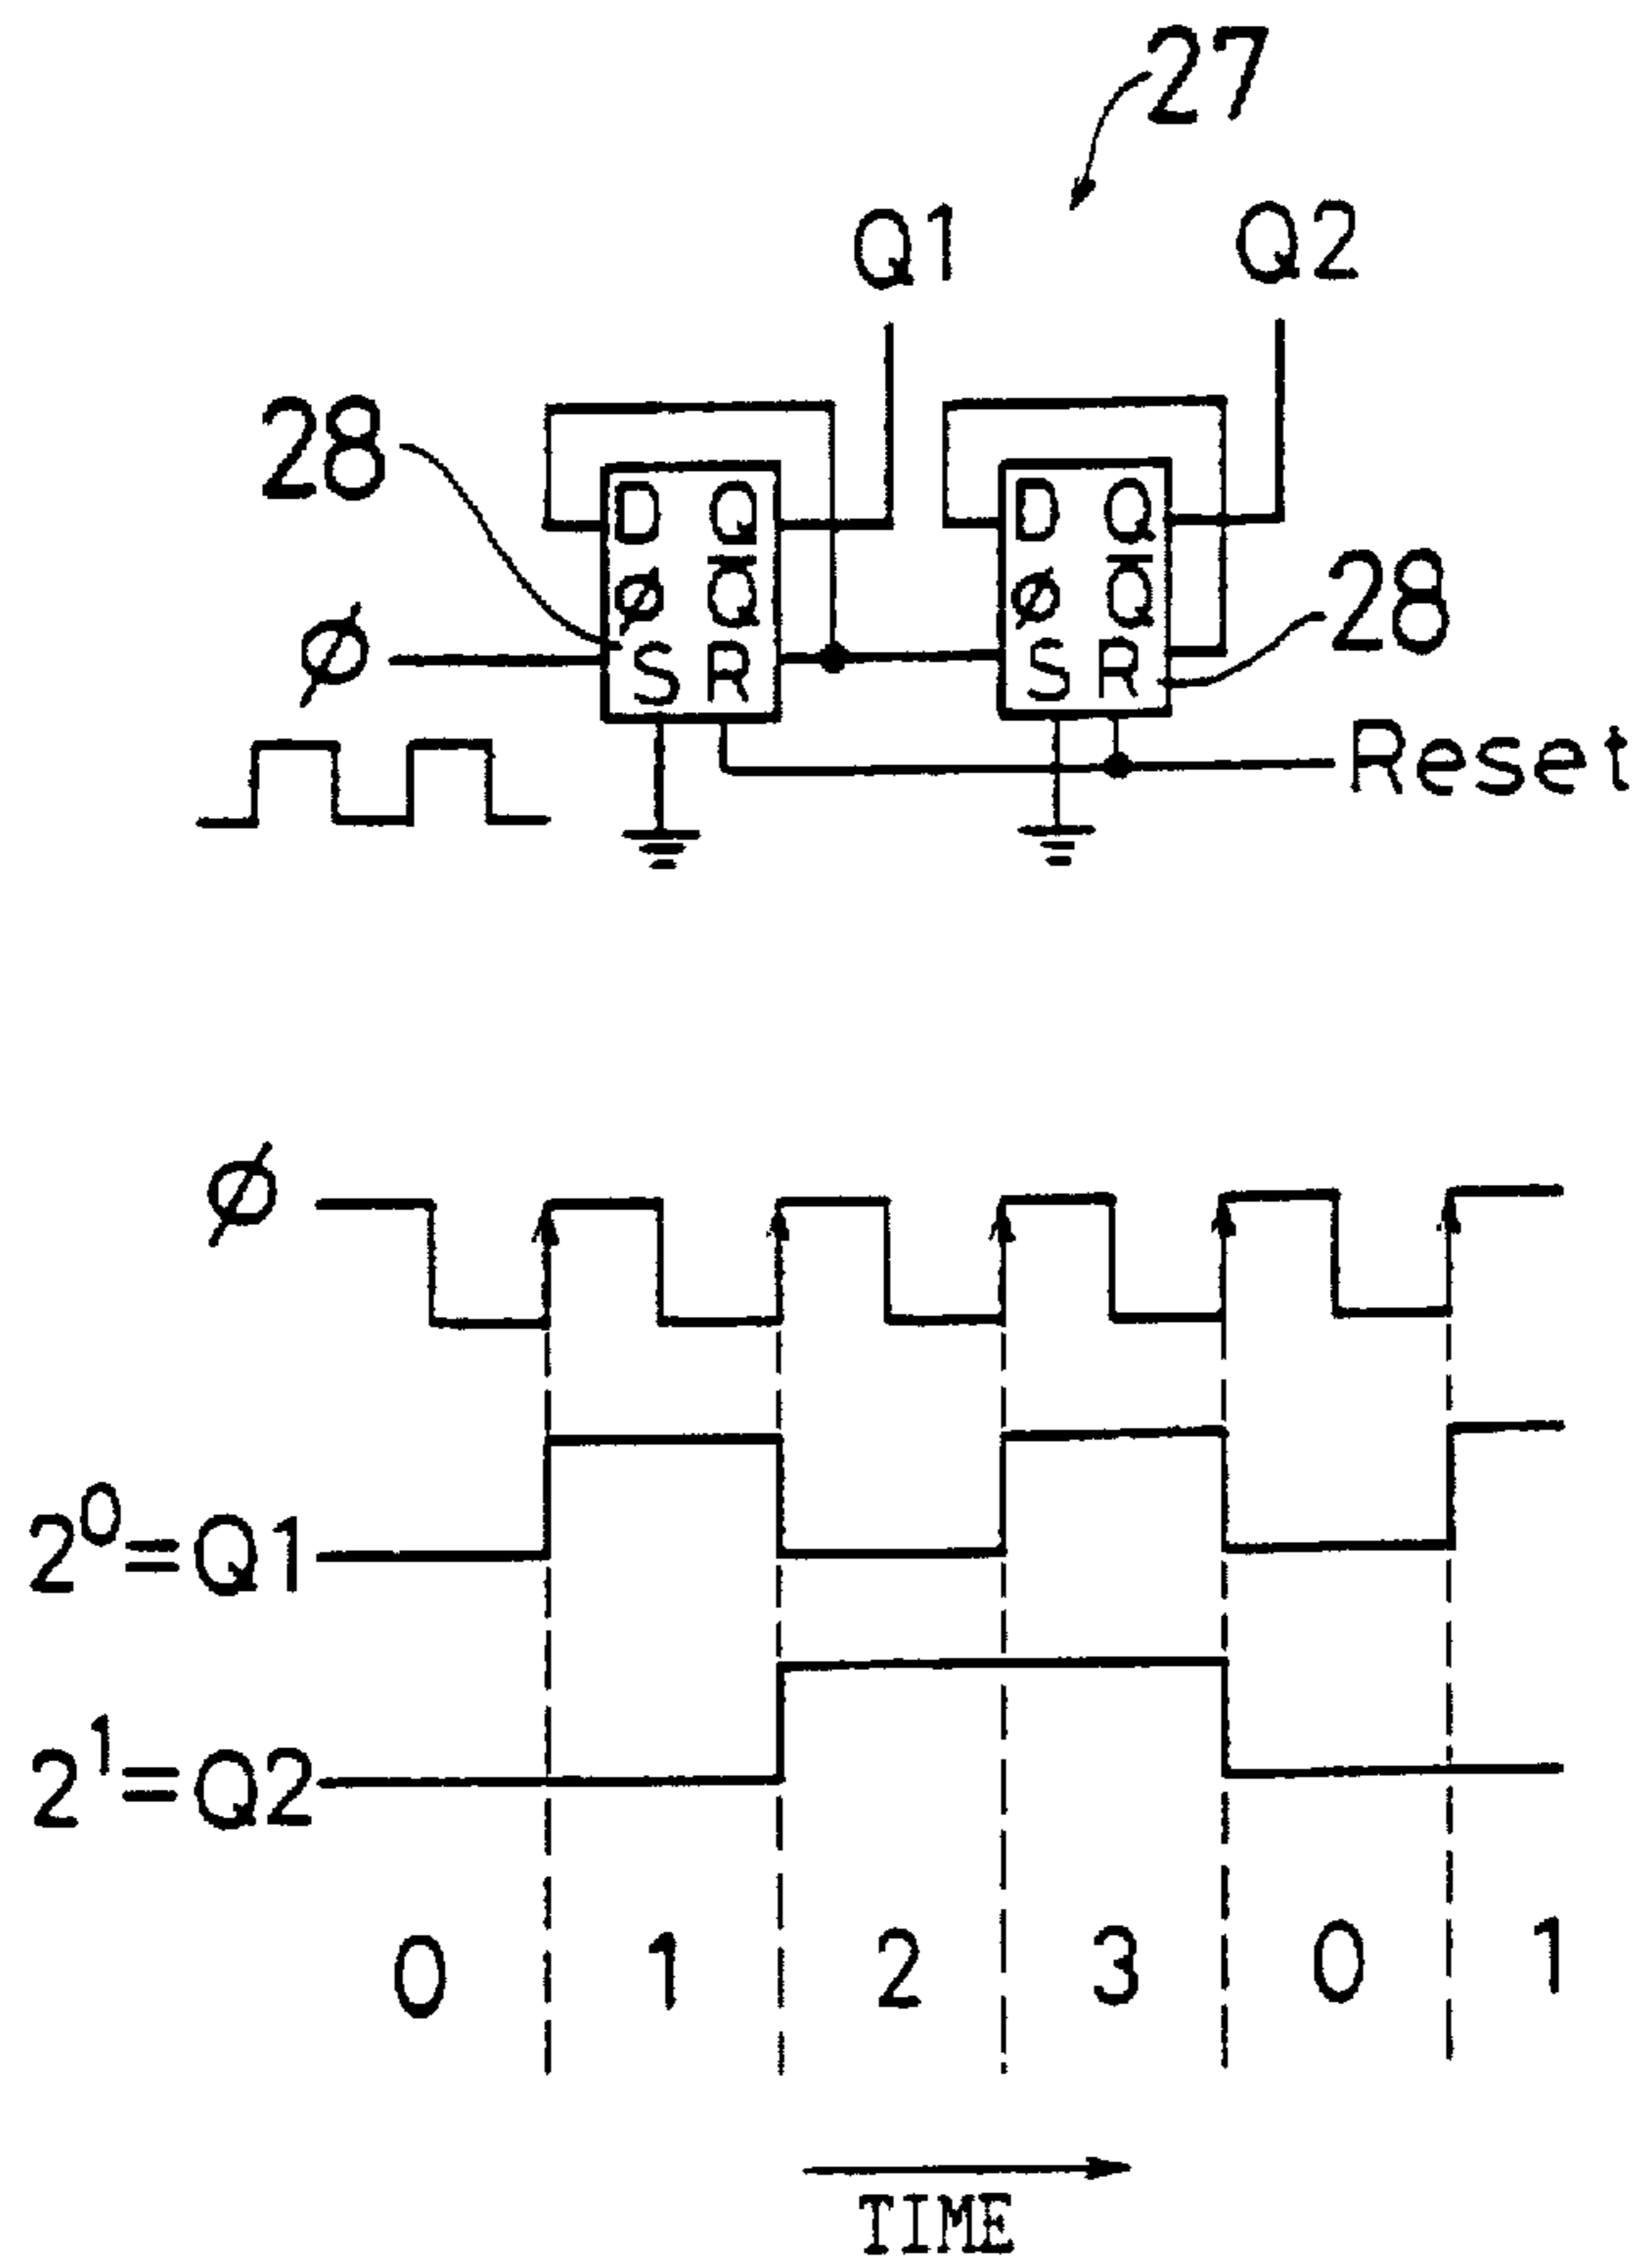 27
Q1 Q2
28
D Q D Q
ø Q̅ ø Q̅ 28
ø S R S R
Reset
ø
2⁰=Q1
2¹=Q2
0 1 2 3 0 1
TIME